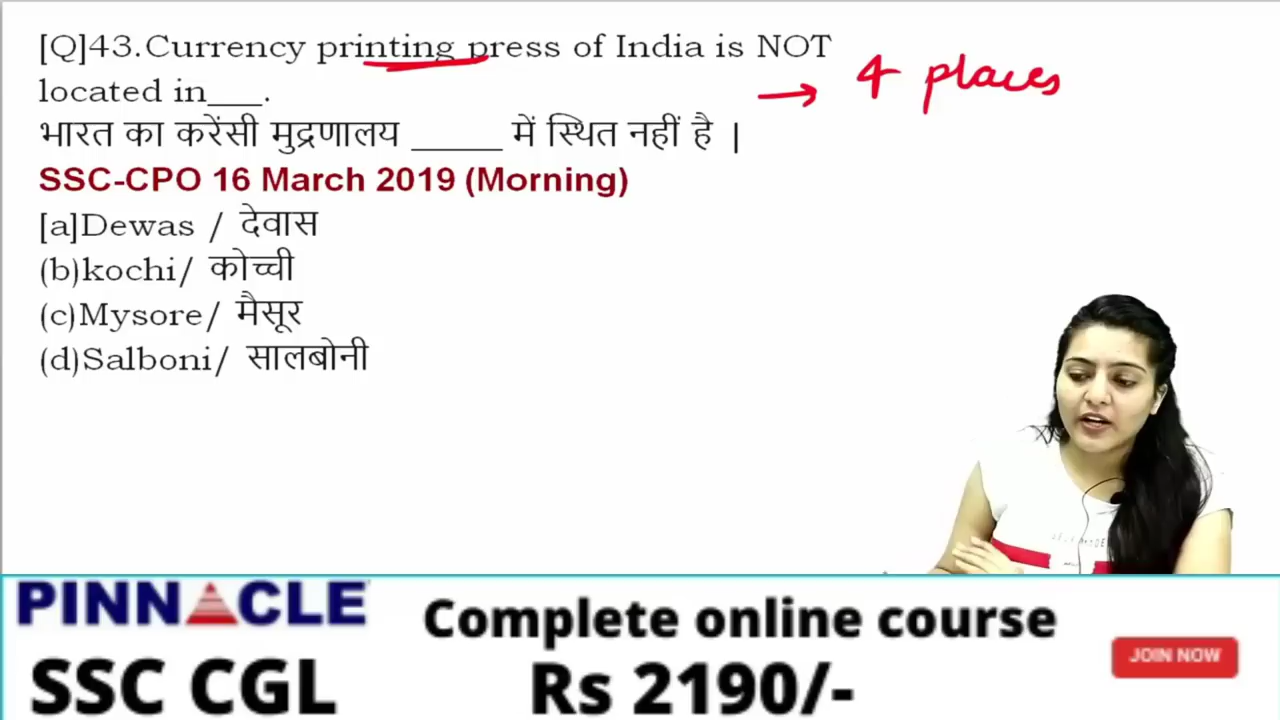 [Q]43.Currency printing press of India is NOT
located in___.
→ 4 places
भारत का करेंसी मुद्रणालय _____ में स्थित नहीं है |
SSC-CPO 16 March 2019 (Morning)
[a]Dewas / देवास
(b)kochi/ कोच्ची
(c)Mysore/ मैसूर
(d)Salboni/ सालबोनी
PINNACLE
SSC CGL
Complete online course
Rs 2190/-
JOIN NOW